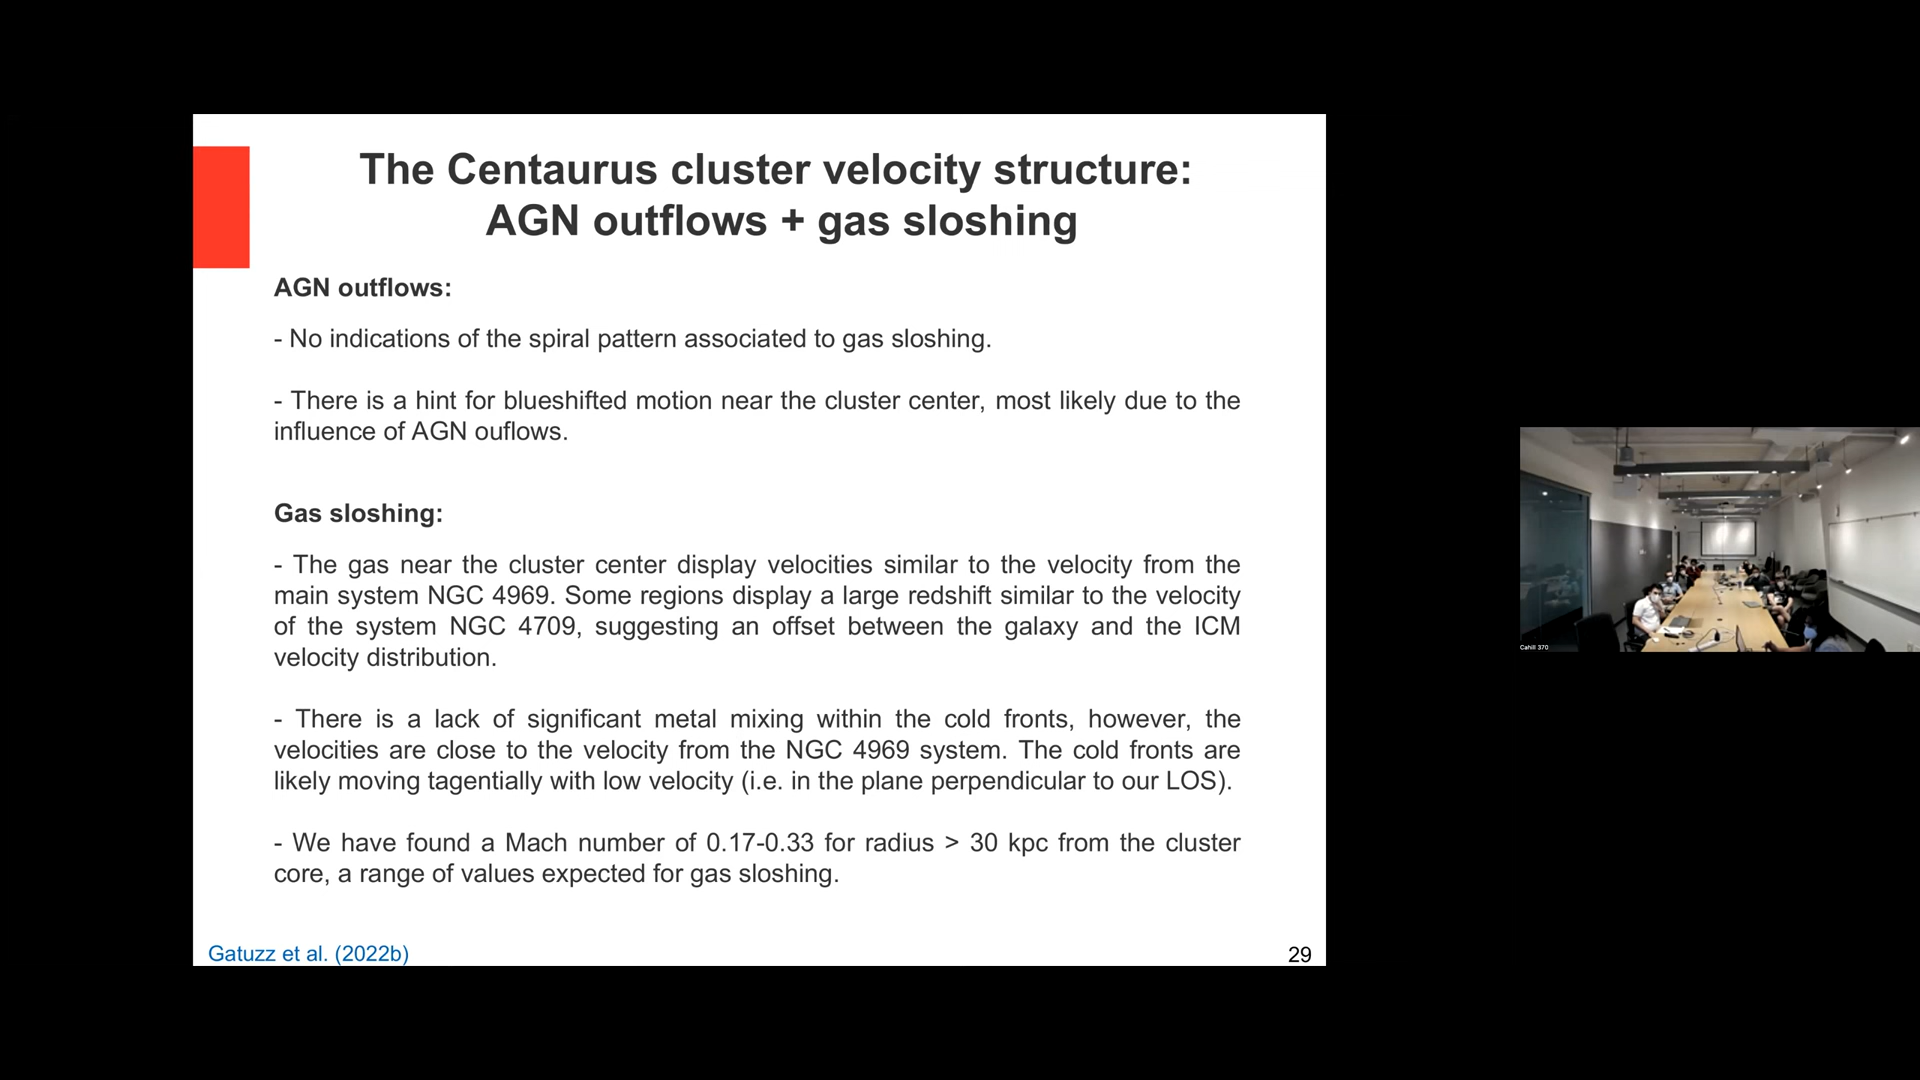 The Centaurus cluster velocity structure:
AGN outflows + gas sloshing
AGN outflows:
- No indications of the spiral pattern associated to gas sloshing.
- There is a hint for blueshifted motion near the cluster center, most likely due to the
influence of AGN ouflows.
Gas sloshing:
- The gas near the cluster center display velocities similar to the velocity from the
main system NGC 4969. Some regions display a large redshift similar to the velocity
of the system NGC 4709, suggesting an offset between the galaxy and the ICM
velocity distribution.
- There is a lack of significant metal mixing within the cold fronts, however, the
velocities are close to the velocity from the NGC 4969 system. The cold fronts are
likely moving tagentially with low velocity (i.e. in the plane perpendicular to our LOS).
- We have found a Mach number of 0.17-0.33 for radius > 30 kpc from the cluster
core, a range of values expected for gas sloshing.
Gatuzz et al. (2022b)
29
Cahill 370